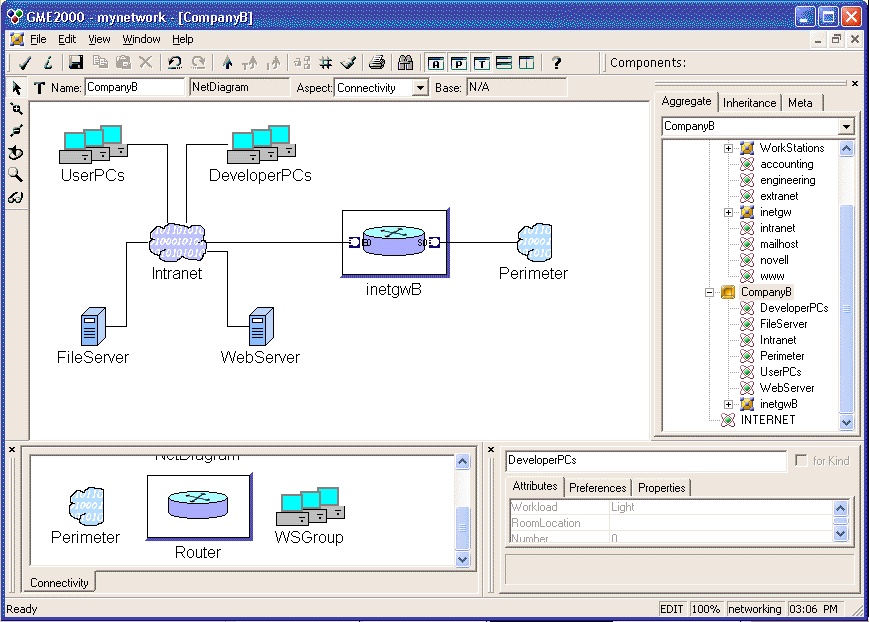 GME2000 - mynetwork - [CompanyB]
File Edit View Window Help
A P T ? Components:
T Name: CompanyB NetDiagram Aspect: Connectivity Base: N/A
UserPCs DeveloperPCs
Intranet
E0 S0
inetgwB
Perimeter
FileServer WebServer
Aggregate Inheritance Meta
CompanyB
WorkStations
accounting
engineering
extranet
inetgw
intranet
mailhost
novell
www
CompanyB
DeveloperPCs
FileServer
Intranet
Perimeter
UserPCs
WebServer
inetgwB
INTERNET
NetDiagram
Perimeter
Router
WSGroup
Connectivity
DeveloperPCs for Kind
Attributes Preferences Properties
Workload Light
RoomLocation
Number 0
Ready EDIT 100% networking 03:06 PM